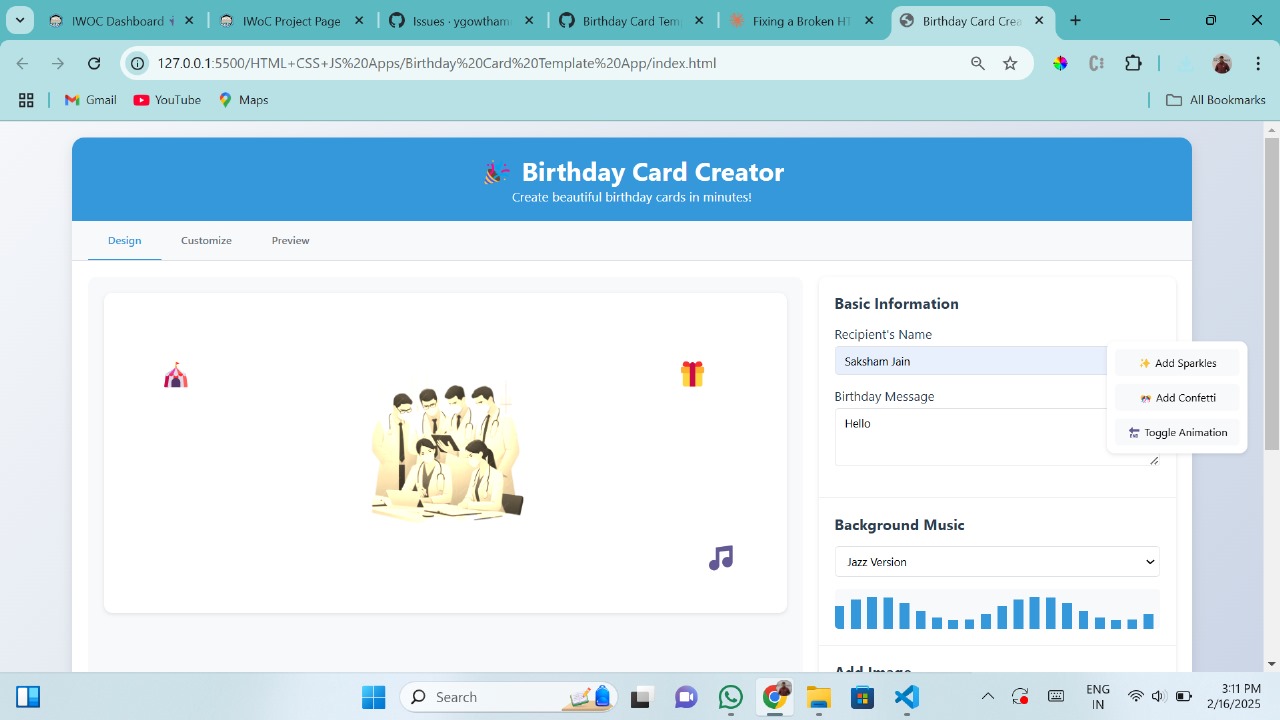 IWOC Dashboard
IWOC Project Page
Issues · ygowtham
Birthday Card Tem
Fixing a Broken HT
Birthday Card Crea
127.0.0.1:5500/HTML+CSS+JS%20Apps/Birthday%20Card%20Template%20App/index.html
Gmail
YouTube
Maps
All Bookmarks
Birthday Card Creator
Create beautiful birthday cards in minutes!
Design
Customize
Preview
Basic Information
Recipient's Name
Saksham Jain
Birthday Message
Hello
Add Sparkles
Add Confetti
Toggle Animation
Background Music
Jazz Version
Add Image
Search
ENG
IN
3:11 PM
2/16/2025